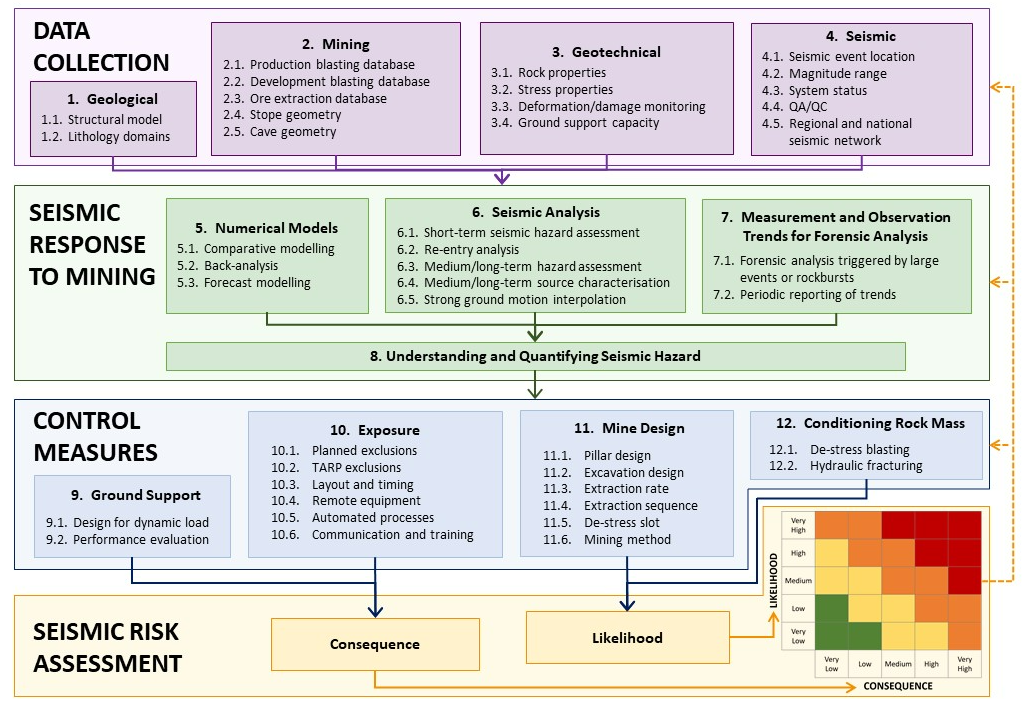 DATA
COLLECTION
1. Geological
1.1. Structural model
1.2. Lithology domains
2. Mining
2.1. Production blasting database
2.2. Development blasting database
2.3. Ore extraction database
2.4. Stope geometry
2.5. Cave geometry
3. Geotechnical
3.1. Rock properties
3.2. Stress properties
3.3. Deformation/damage monitoring
3.4. Ground support capacity
4. Seismic
4.1. Seismic event location
4.2. Magnitude range
4.3. System status
4.4. QA/QC
4.5. Regional and national
seismic network
SEISMIC
RESPONSE
TO MINING
5. Numerical Models
5.1. Comparative modelling
5.2. Back-analysis
5.3. Forecast modelling
6. Seismic Analysis
6.1. Short-term seismic hazard assessment
6.2. Re-entry analysis
6.3. Medium/long-term hazard assessment
6.4. Medium/long-term source characterisation
6.5. Strong ground motion interpolation
7. Measurement and Observation
Trends for Forensic Analysis
7.1. Forensic analysis triggered by large
events or rockbursts
7.2. Periodic reporting of trends
8. Understanding and Quantifying Seismic Hazard
CONTROL
MEASURES
9. Ground Support
9.1. Design for dynamic load
9.2. Performance evaluation
10. Exposure
10.1. Planned exclusions
10.2. TARP exclusions
10.3. Layout and timing
10.4. Remote equipment
10.5. Automated processes
10.6. Communication and training
11. Mine Design
11.1. Pillar design
11.2. Excavation design
11.3. Extraction rate
11.4. Extraction sequence
11.5. De-stress slot
11.6. Mining method
12. Conditioning Rock Mass
12.1. De-stress blasting
12.2. Hydraulic fracturing
SEISMIC RISK
ASSESSMENT
Consequence
Likelihood
LIKELIHOOD
Very
High
High
Medium
Low
Very
Low
Very
Low
Low
Medium
High
Very
High
CONSEQUENCE